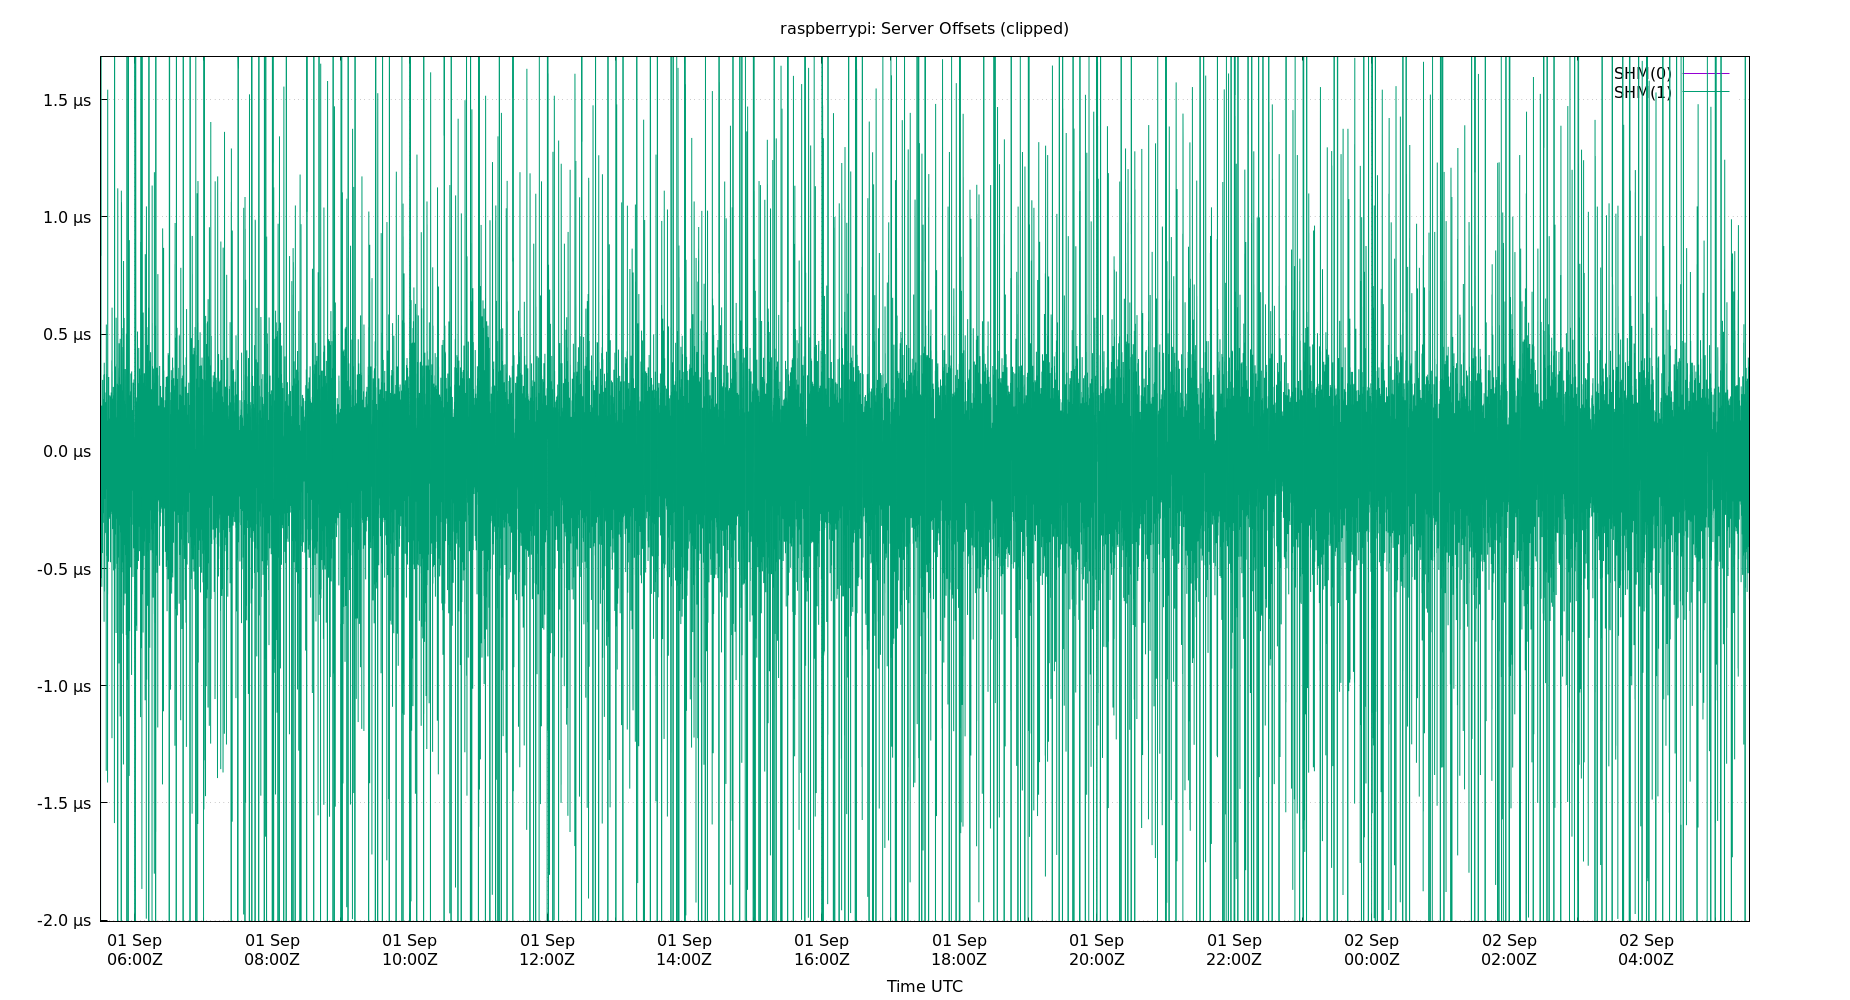 raspberrypi: Server Offsets (clipped)
SHM(0)
SHM(1)
1.5 µs
1.0 µs
0.5 µs
0.0 µs
-0.5 µs
-1.0 µs
-1.5 µs
-2.0 µs
01 Sep 01 Sep 01 Sep 01 Sep 01 Sep 01 Sep 01 Sep 01 Sep 01 Sep 02 Sep 02 Sep 02 Sep
06:00Z 08:00Z 10:00Z 12:00Z 14:00Z 16:00Z 18:00Z 20:00Z 22:00Z 00:00Z 02:00Z 04:00Z
Time UTC